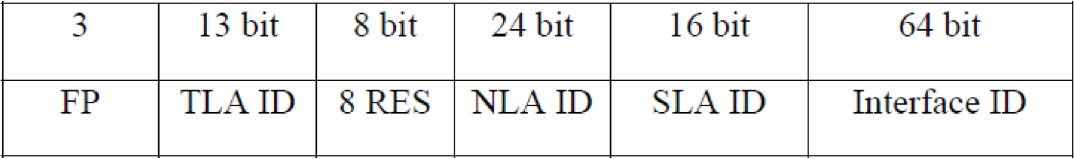 3 13 bit 8 bit 24 bit 16 bit 64 bit
FP TLA ID 8 RES NLA ID SLA ID Interface ID